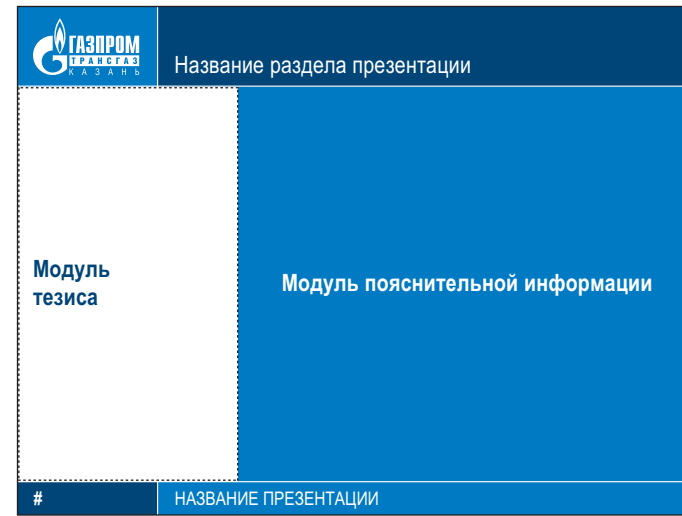 ГАЗПРОМ
ТРАНСГАЗ
КАЗАНЬ
Название раздела презентации
Модуль
тезиса
Модуль пояснительной информации
#
НАЗВАНИЕ ПРЕЗЕНТАЦИИ